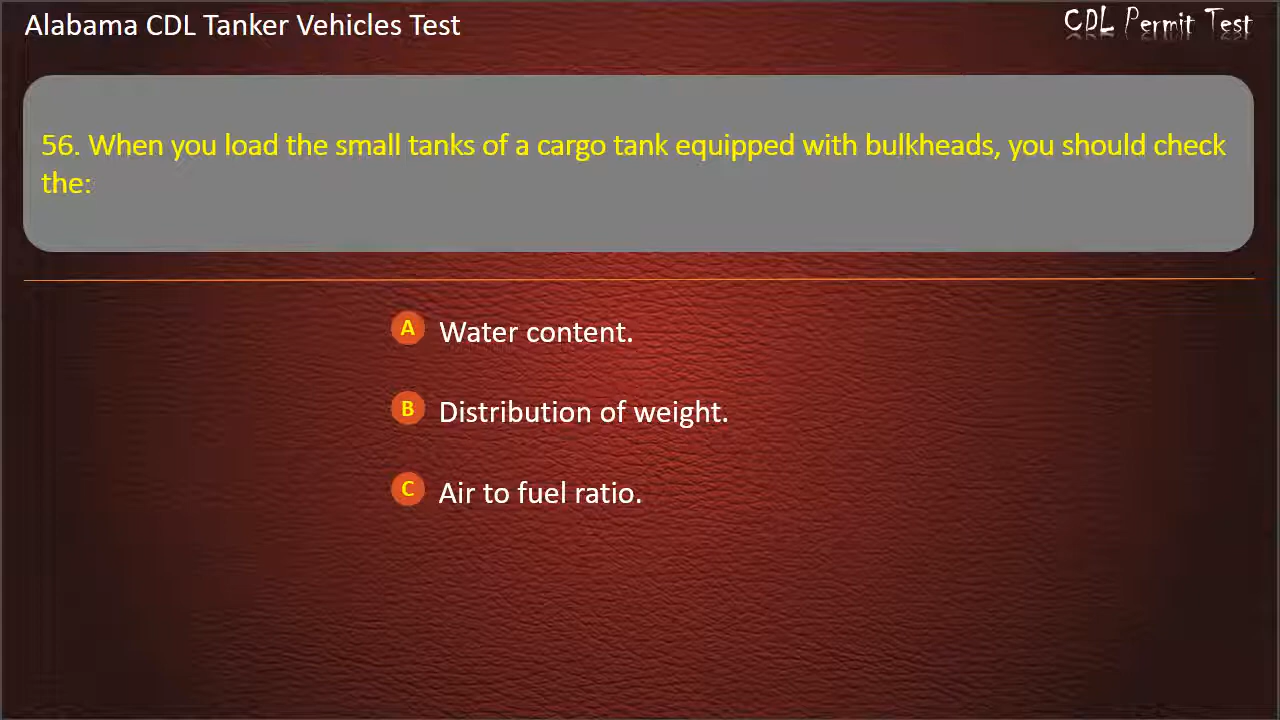 Alabama CDL Tanker Vehicles Test
CDL Permit Test
56. When you load the small tanks of a cargo tank equipped with bulkheads, you should check
the:
A Water content.
B Distribution of weight.
C Air to fuel ratio.